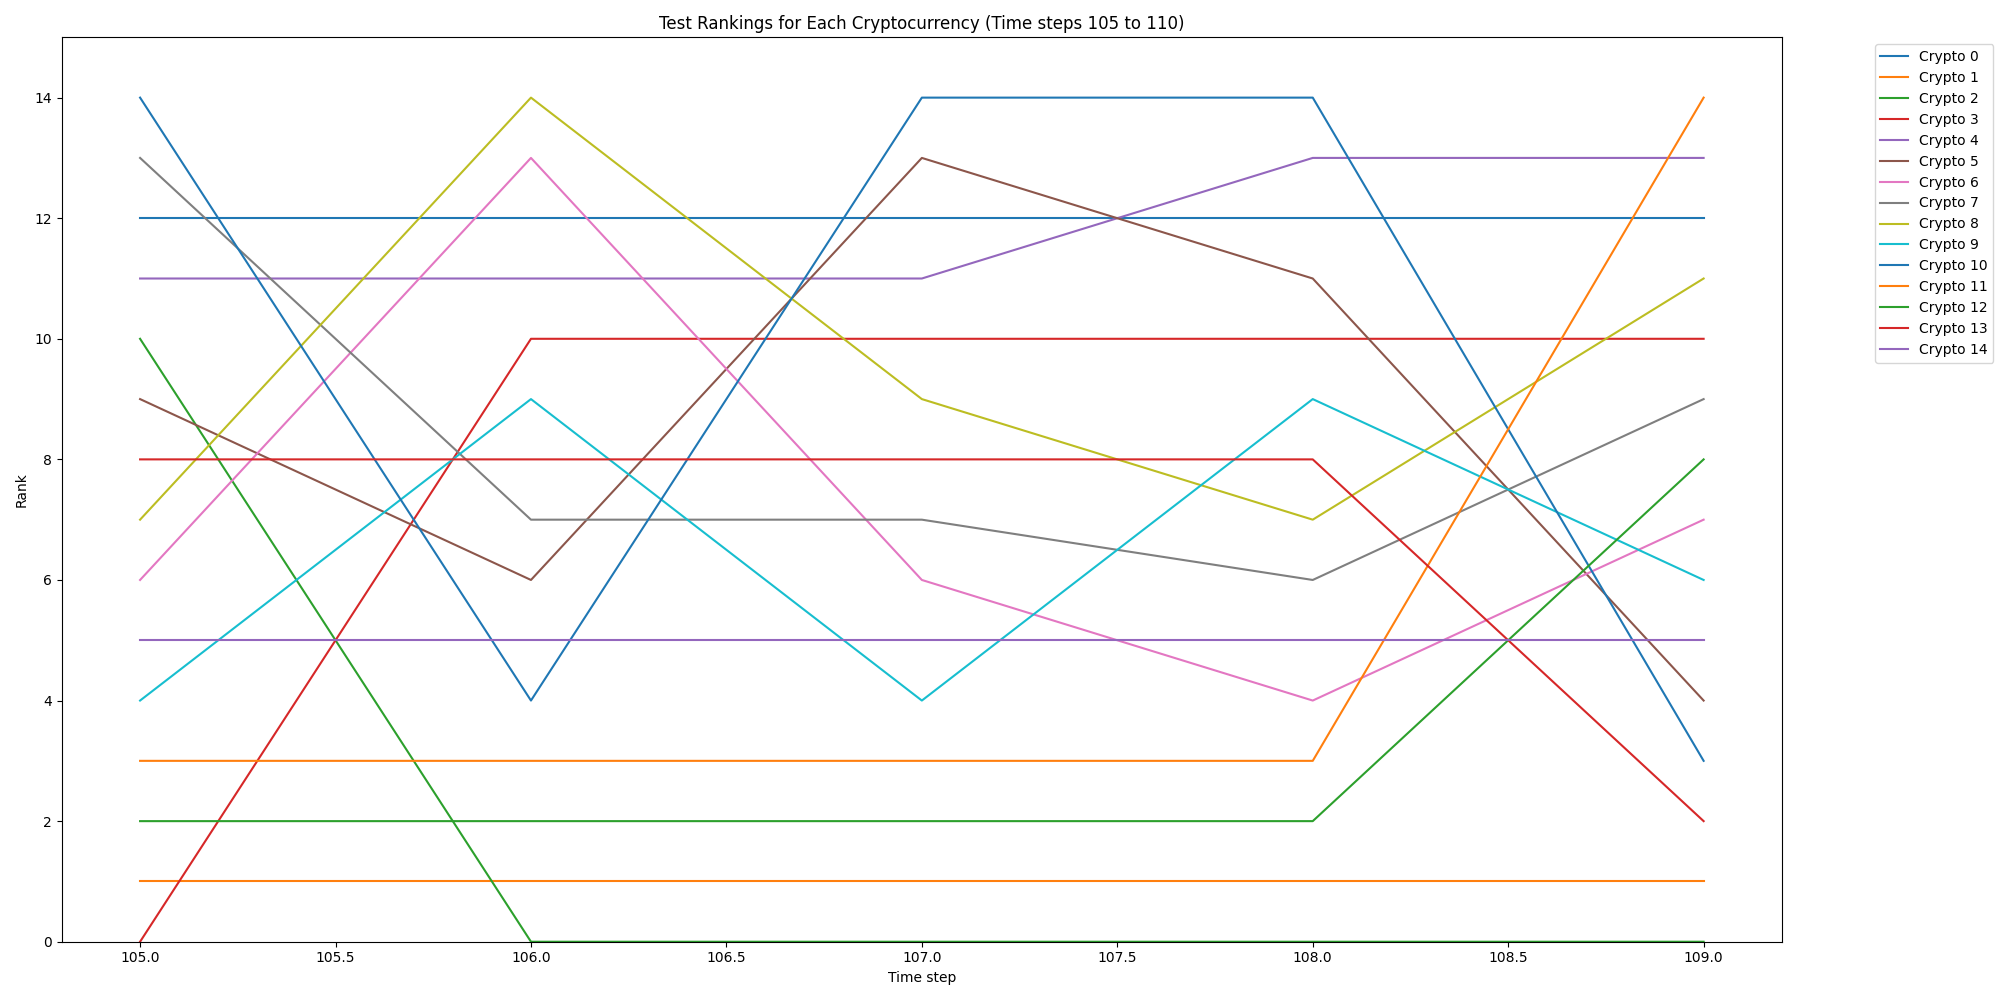 Test Rankings for Each Cryptocurrency (Time steps 105 to 110)
Rank
14
12
10
8
6
4
2
0
105.0
105.5
106.0
106.5
107.0
107.5
108.0
108.5
109.0
Time step
Crypto 0
Crypto 1
Crypto 2
Crypto 3
Crypto 4
Crypto 5
Crypto 6
Crypto 7
Crypto 8
Crypto 9
Crypto 10
Crypto 11
Crypto 12
Crypto 13
Crypto 14